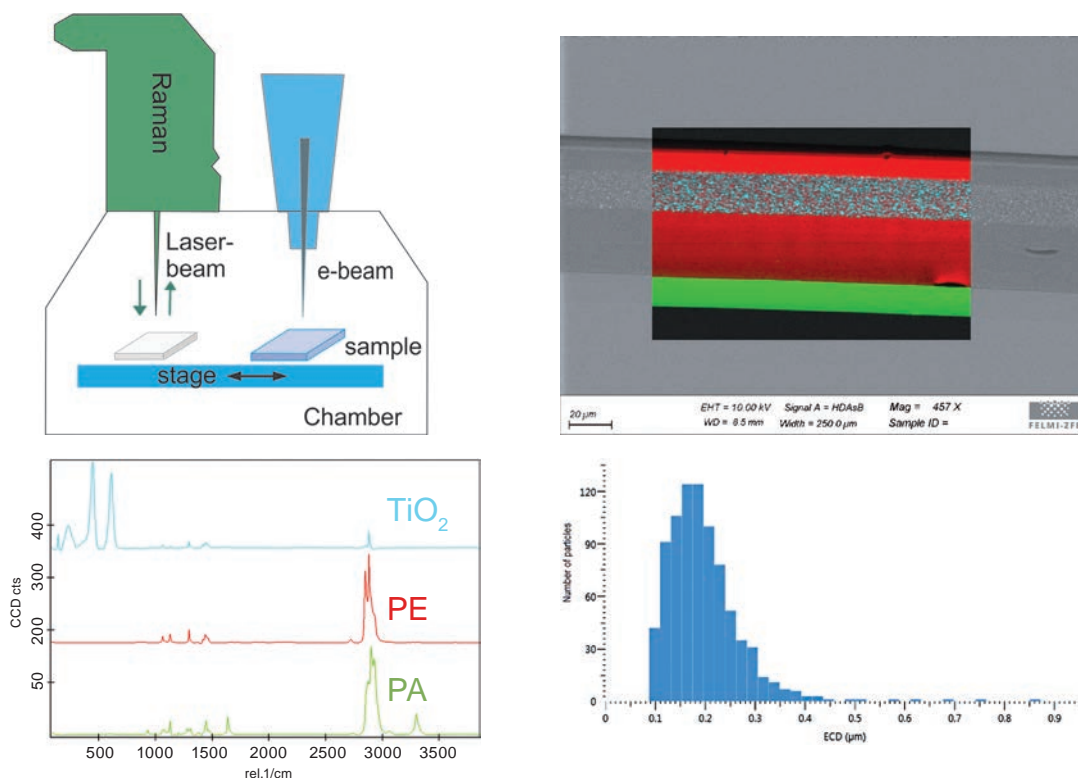 Raman
Laser-
beam
e-beam
sample
stage
Chamber
20 µm
EHT = 10.00 kV Signal A = HDAsB Mag = 457 X
WD = 8.5 mm Width = 250.0 µm Sample ID =
FELMI-ZFE
TiO2
PE
PA
CCD cts
400
300
200
50
500 1000 1500 2000 2500 3000 3500
rel.1/cm
Number of particles
120
90
60
30
0
0 0.1 0.2 0.3 0.4 0.5 0.6 0.7 0.8 0.9
ECD (µm)